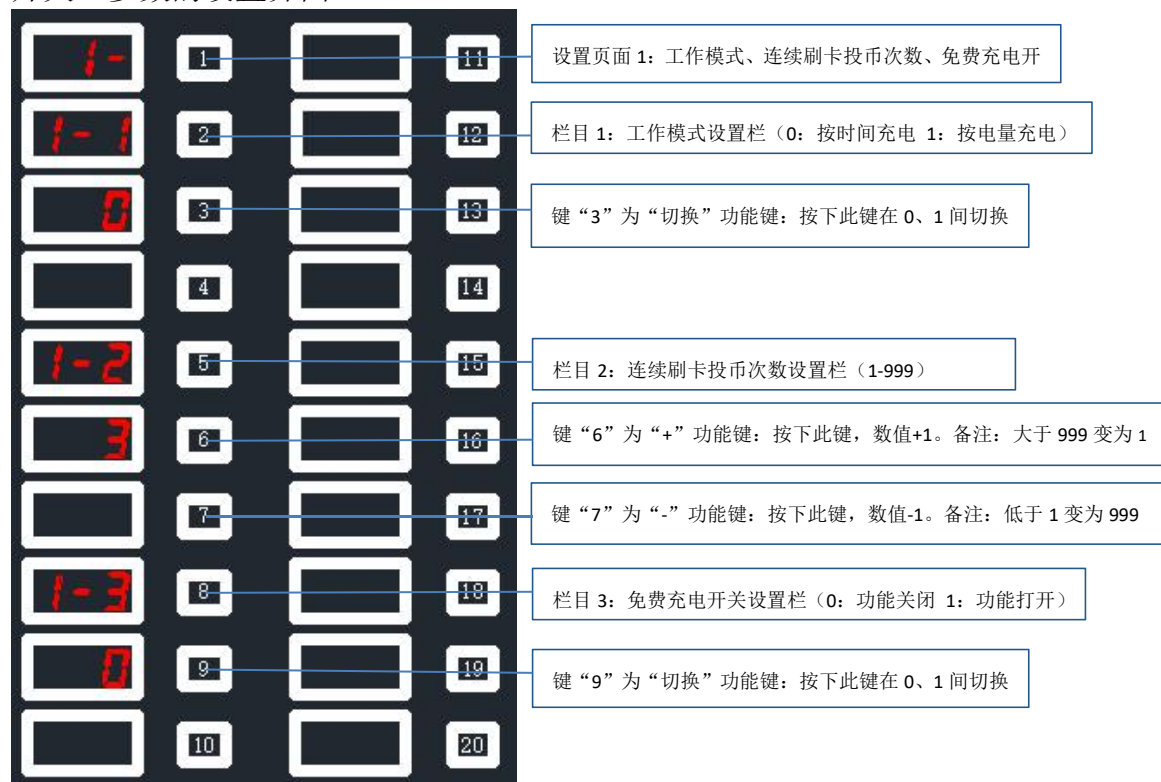 1- 1 11 设置页面 1：工作模式、连续刷卡投币次数、免费充电开
1-1 2 12 栏目 1：工作模式设置栏（0：按时间充电 1：按电量充电）
0 3 13 键“3”为“切换”功能键：按下此键在 0、1 间切换
4 14
1-2 5 15 栏目 2：连续刷卡投币次数设置栏（1-999）
3 6 16 键“6”为“+”功能键：按下此键，数值+1。备注：大于 999 变为 1
7 17 键“7”为“-”功能键：按下此键，数值-1。备注：低于 1 变为 999
1-3 8 18 栏目 3：免费充电开关设置栏（0：功能关闭 1：功能打开）
0 9 19 键“9”为“切换”功能键：按下此键在 0、1 间切换
10 20